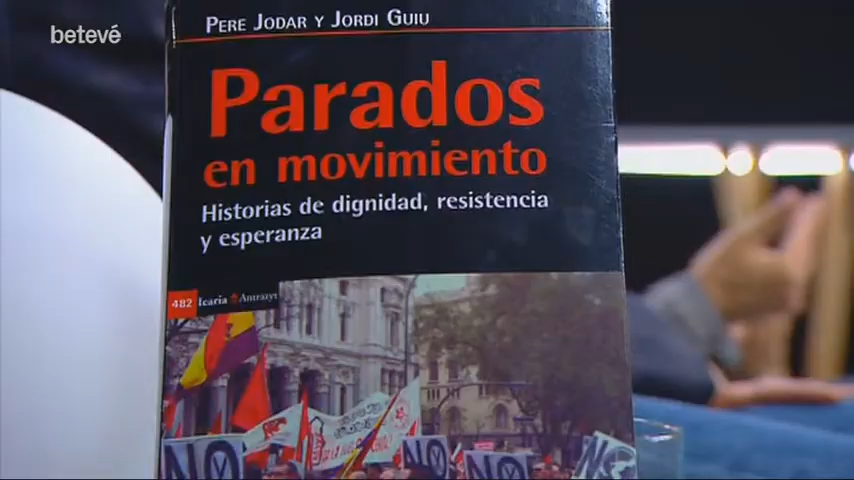 betevé
PERE JODAR Y JORDI GUIU
Parados
en movimiento
Historias de dignidad, resistencia
y esperanza
482 Icaria Antrazyt
NO NO NO NO